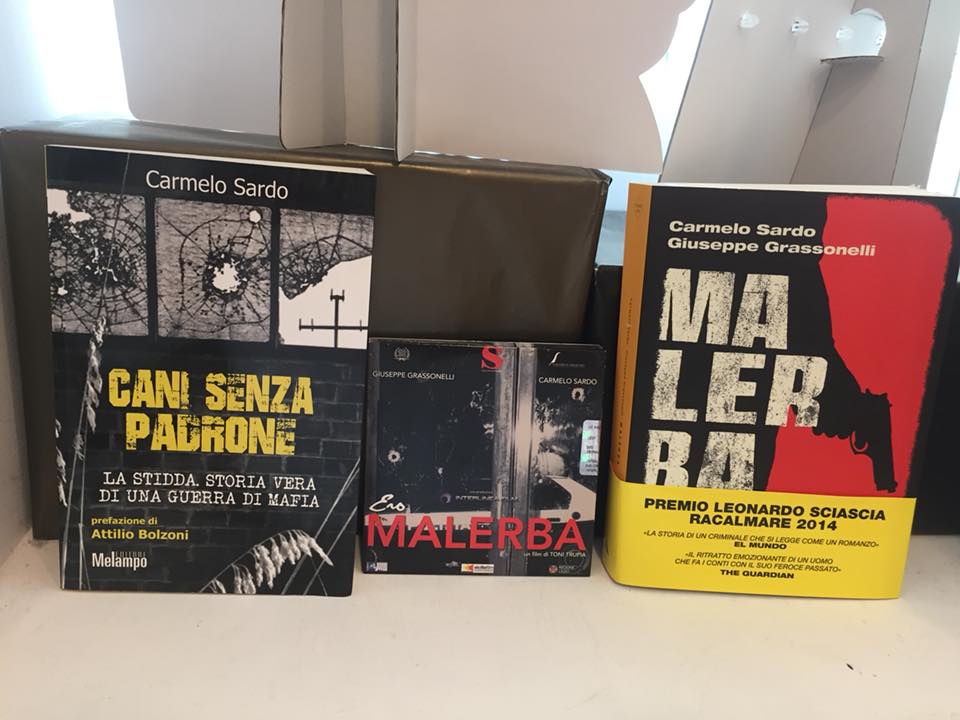 Carmelo Sardo
CANI SENZA
PADRONE
LA STIDDA. STORIA VERA
DI UNA GUERRA DI MAFIA
prefazione di
Attilio Bolzoni
EDITORE
Melampo
S
GIUSEPPE GRASSONELLI
CARMELO SARDO
Ero
MALERBA
un film di TONI TRUPIA
Carmelo Sardo
Giuseppe Grassonelli
MA
LER
BA
PREMIO LEONARDO SCIASCIA
RACALMARE 2014
«LA STORIA DI UN CRIMINALE CHE SI LEGGE COME UN ROMANZO»
EL MUNDO
«IL RITRATTO EMOZIONANTE DI UN UOMO
CHE FA I CONTI CON IL SUO FEROCE PASSATO»
THE GUARDIAN